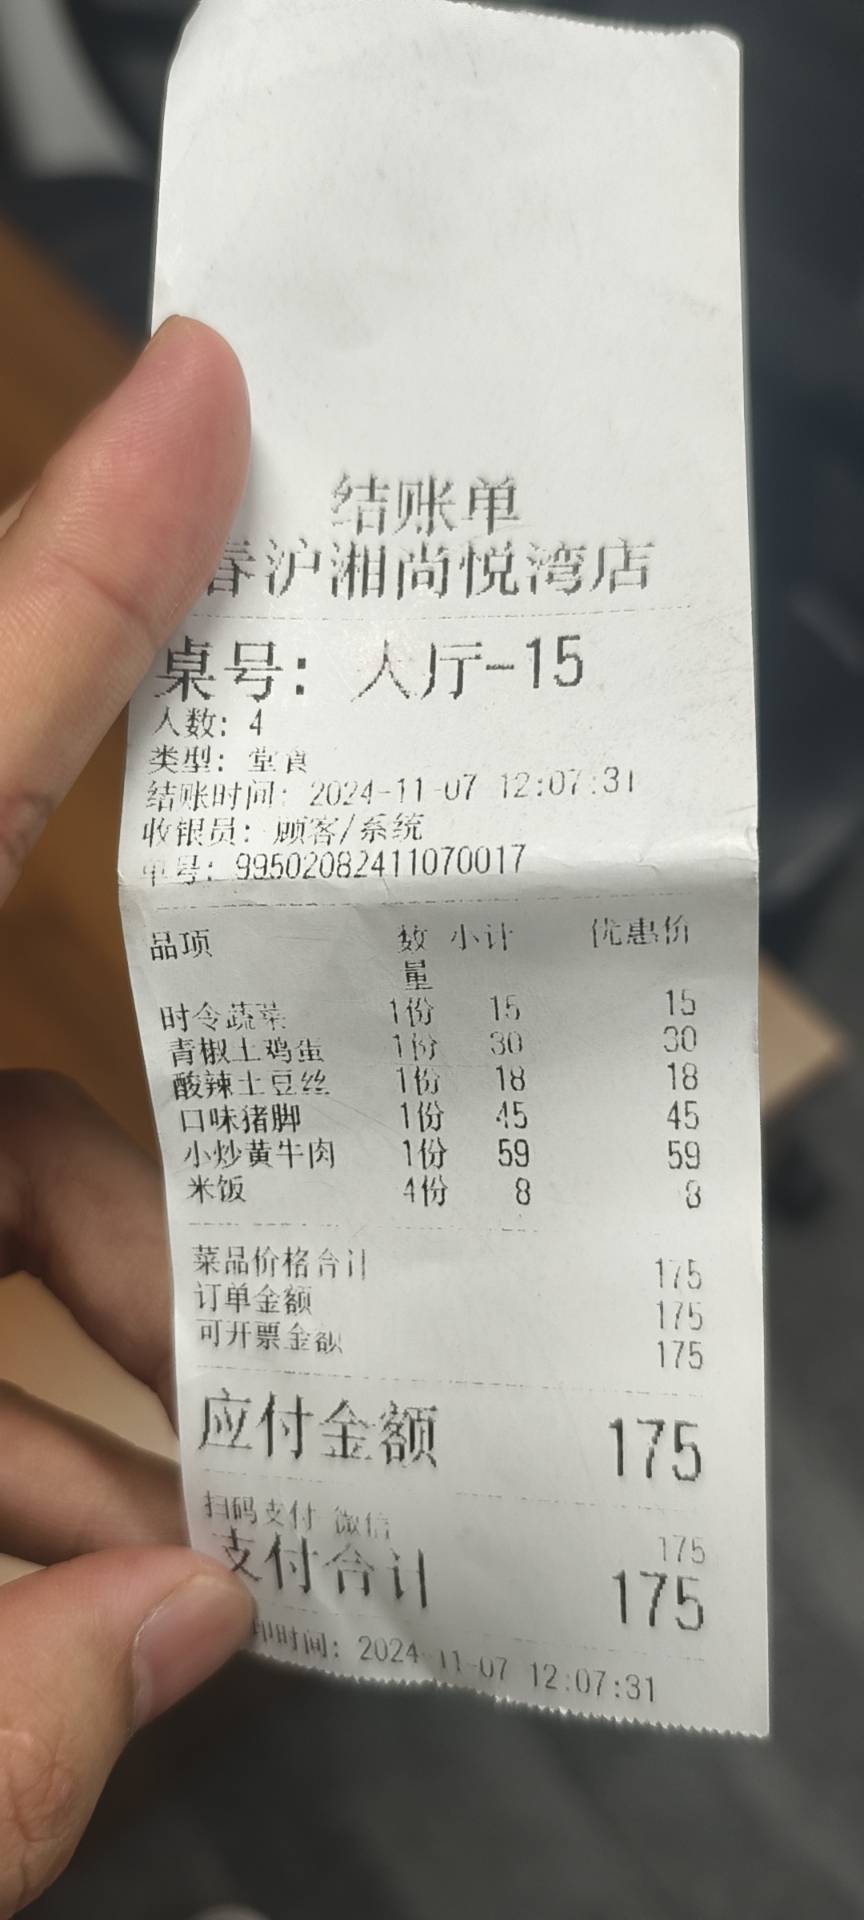 结账单
春沪湘尚悦湾店
桌号: 大厅-15
人数: 4
类型: 堂食
结账时间: 2024-11-07 12:07:31
收银员: 顾客/系统
单号: 99502082411070017
品项 数量 小计 优惠价
时令蔬菜 1份 15 15
青椒土鸡蛋 1份 30 30
酸辣土豆丝 1份 18 18
口味猪脚 1份 45 45
小炒黄牛肉 1份 59 59
米饭 4份 8 8
菜品价格合计 175
订单金额 175
可开票金额 175
应付金额 175
扫码支付 微信 175
支付合计 175
印时间: 2024-11-07 12:07:31